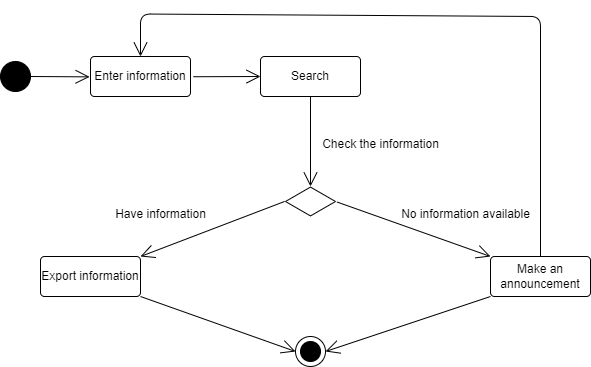 Enter information
Search
Check the information
Have information
No information available
Export information
Make an
announcement